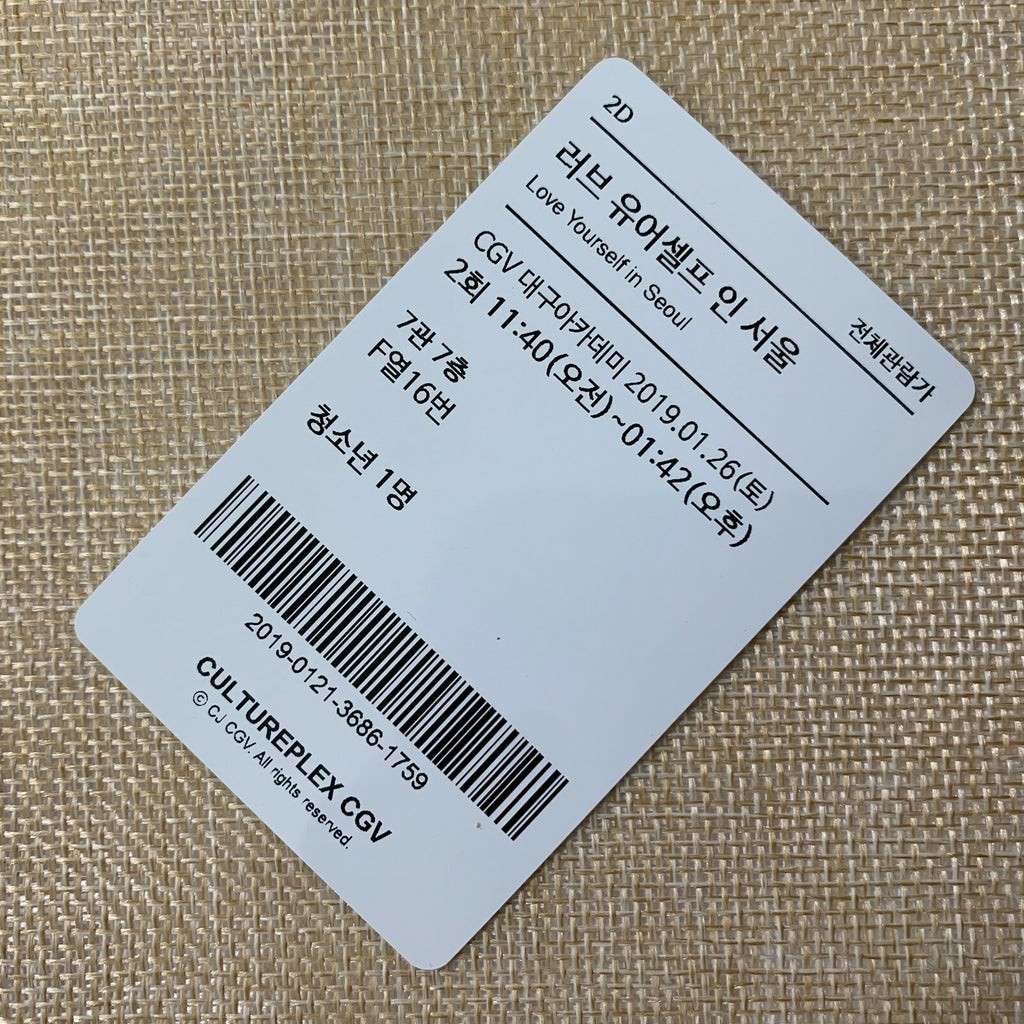 2D
전체관람가
러브 유어셀프 인 서울
Love Yourself in Seoul
CGV 대구아카데미 2019.01.26(토)
2회 11:40(오전)~01:42(오후)
7관 7층
F열16번
청소년 1명
2019-0121-3686-1759
CULTUREPLEX CGV
ⓒ CJ CGV. All rights reserved.